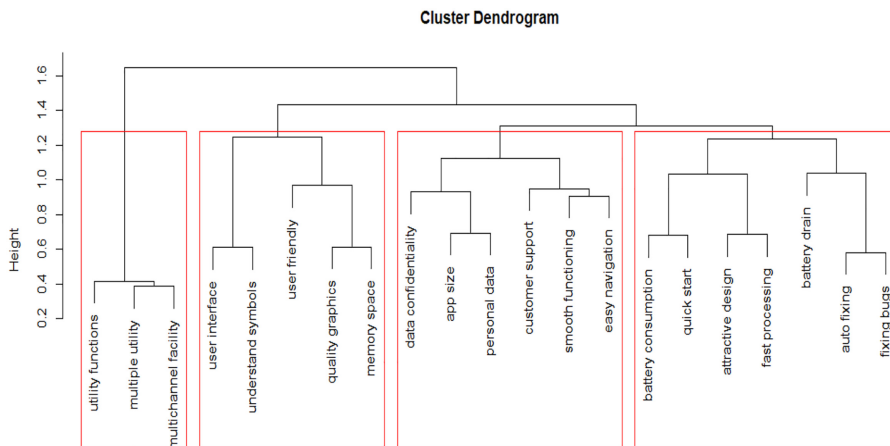 Cluster Dendrogram
Height
1.6
1.4
1.2
1.0
0.8
0.6
0.4
0.2
utility functions
multiple utility
multichannel facility
user interface
understand symbols
user friendly
quality graphics
memory space
data confidentiality
app size
personal data
customer support
smooth functioning
easy navigation
battery consumption
quick start
attractive design
fast processing
battery drain
auto fixing
fixing bugs